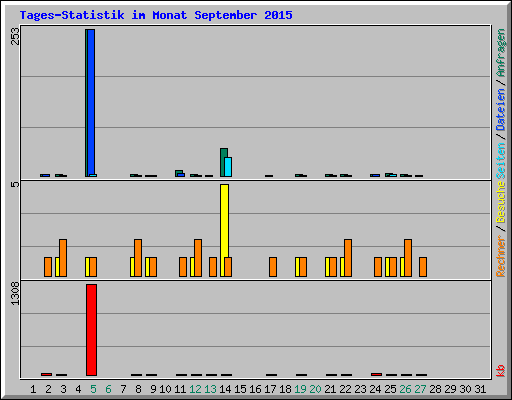 Tages-Statistik im Monat September 2015
253
5
1308
Anfragen / Dateien / Seiten
Besuche / Rechner
kb
1 2 3 4 5 6 7 8 9 10 11 12 13 14 15 16 17 18 19 20 21 22 23 24 25 26 27 28 29 30 31